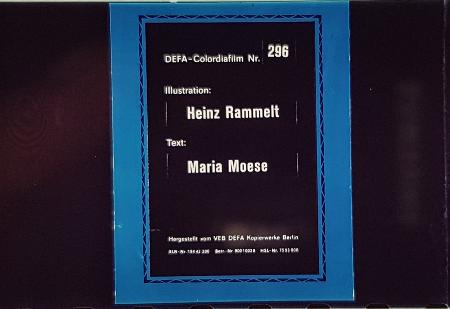 DEFA-Colordiafilm Nr. 296
Illustration:
Heinz Rammelt
Text:
Maria Moese
Hergestellt vom VEB DEFA Kopierwerke Berlin